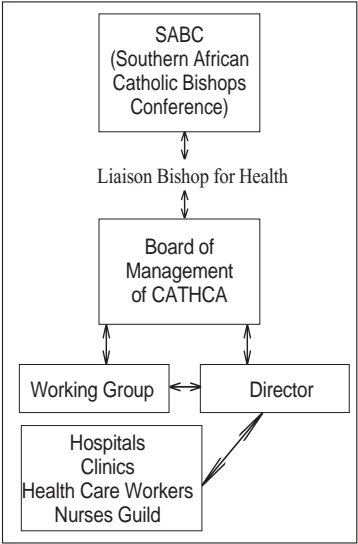 SABC
(Southern African
Catholic Bishops
Conference)
Liaison Bishop for Health
Board of
Management
of CATHCA
Working Group
Director
Hospitals
Clinics
Health Care Workers
Nurses Guild